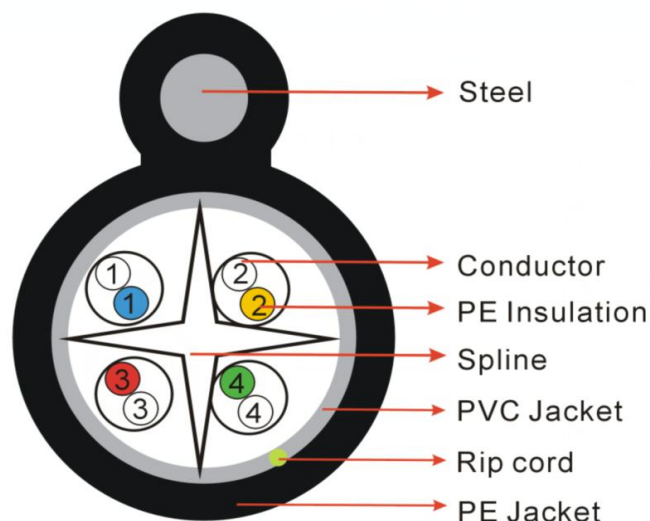 Steel
1
2
Conductor
1
2
PE Insulation
Spline
3
4
3
4
PVC Jacket
Rip cord
PE Jacket